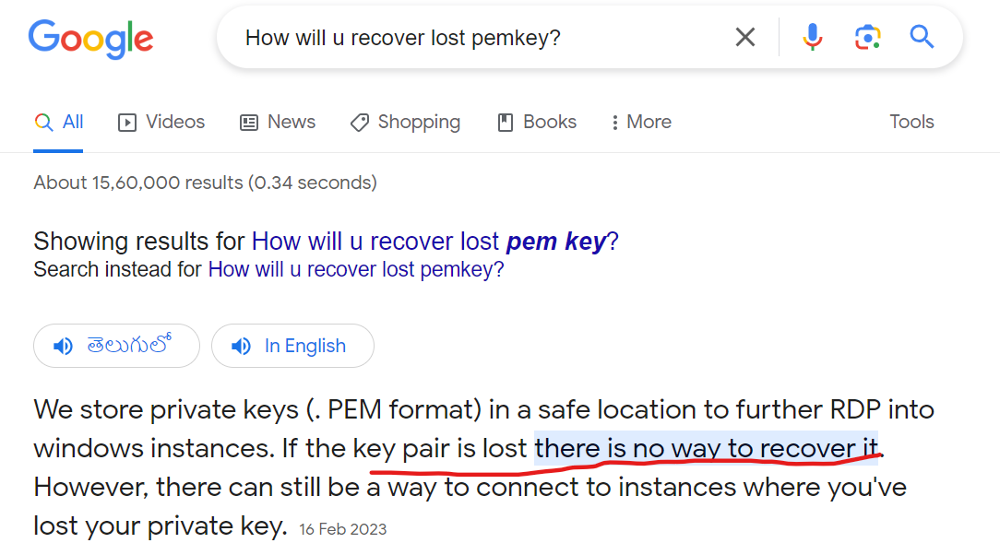 Google
How will u recover lost pemkey?
All Videos News Shopping Books More Tools
About 15,60,000 results (0.34 seconds)
Showing results for How will u recover lost pem key?
Search instead for How will u recover lost pemkey?
తెలుగులో In English
We store private keys (. PEM format) in a safe location to further RDP into
windows instances. If the key pair is lost there is no way to recover it.
However, there can still be a way to connect to instances where you've
lost your private key. 16 Feb 2023